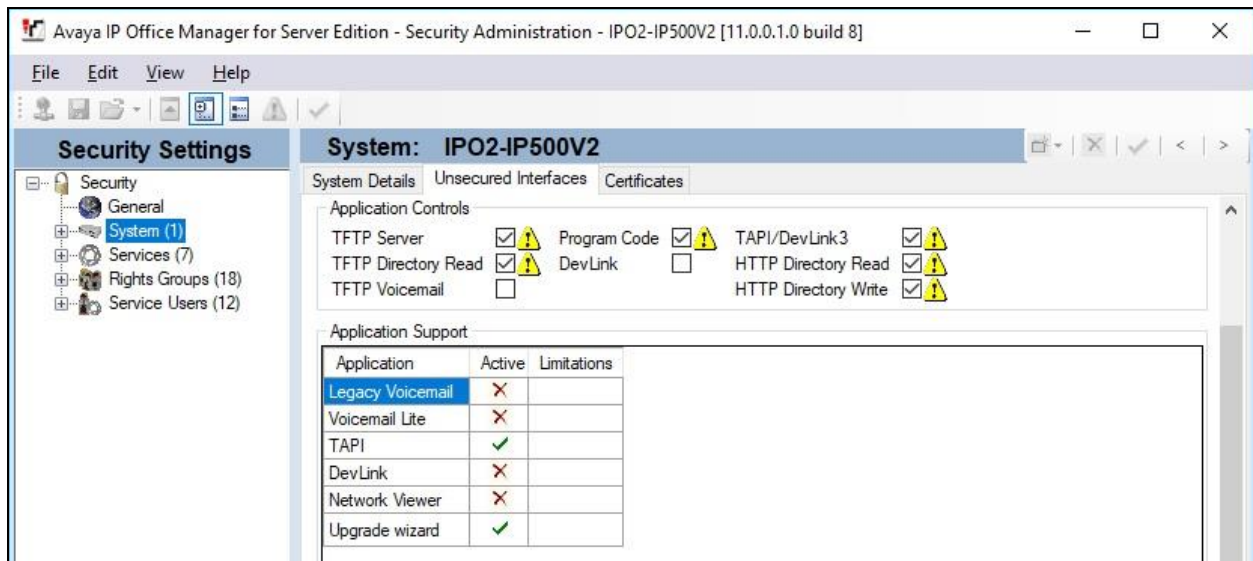 Avaya IP Office Manager for Server Edition - Security Administration - IPO2-IP500V2 [11.0.0.1.0 build 8]
File Edit View Help
Security Settings
Security
General
System (1)
Services (7)
Rights Groups (18)
Service Users (12)
System: IPO2-IP500V2
System Details Unsecured Interfaces Certificates
Application Controls
TFTP Server Program Code TAPI/DevLink3
TFTP Directory Read DevLink HTTP Directory Read
TFTP Voicemail HTTP Directory Write
Application Support
Application Active Limitations
Legacy Voicemail
Voicemail Lite
TAPI
DevLink
Network Viewer
Upgrade wizard